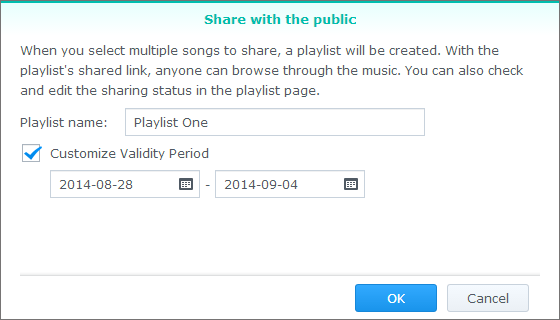 Share with the public
When you select multiple songs to share, a playlist will be created. With the
playlist's shared link, anyone can browse through the music. You can also check
and edit the sharing status in the playlist page.
Playlist name: Playlist One
Customize Validity Period
2014-08-28 - 2014-09-04
OK Cancel